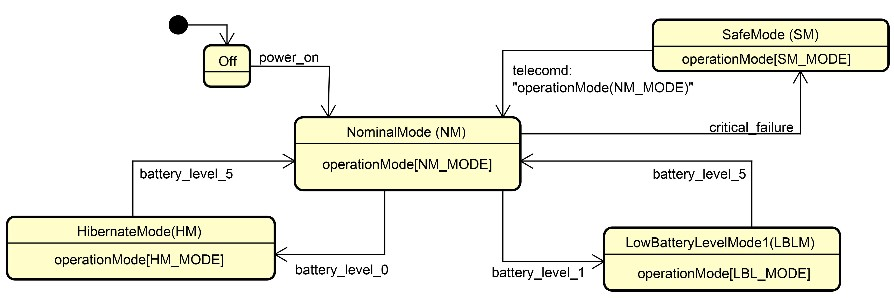 SafeMode (SM)
operationMode[SM_MODE]
Off
power_on
telecomd:
"operationMode(NM_MODE)"
NominalMode (NM)
operationMode[NM_MODE]
critical_failure
battery_level_5
battery_level_5
HibernateMode(HM)
operationMode[HM_MODE]
battery_level_0
battery_level_1
LowBatteryLevelMode1(LBLM)
operationMode[LBL_MODE]